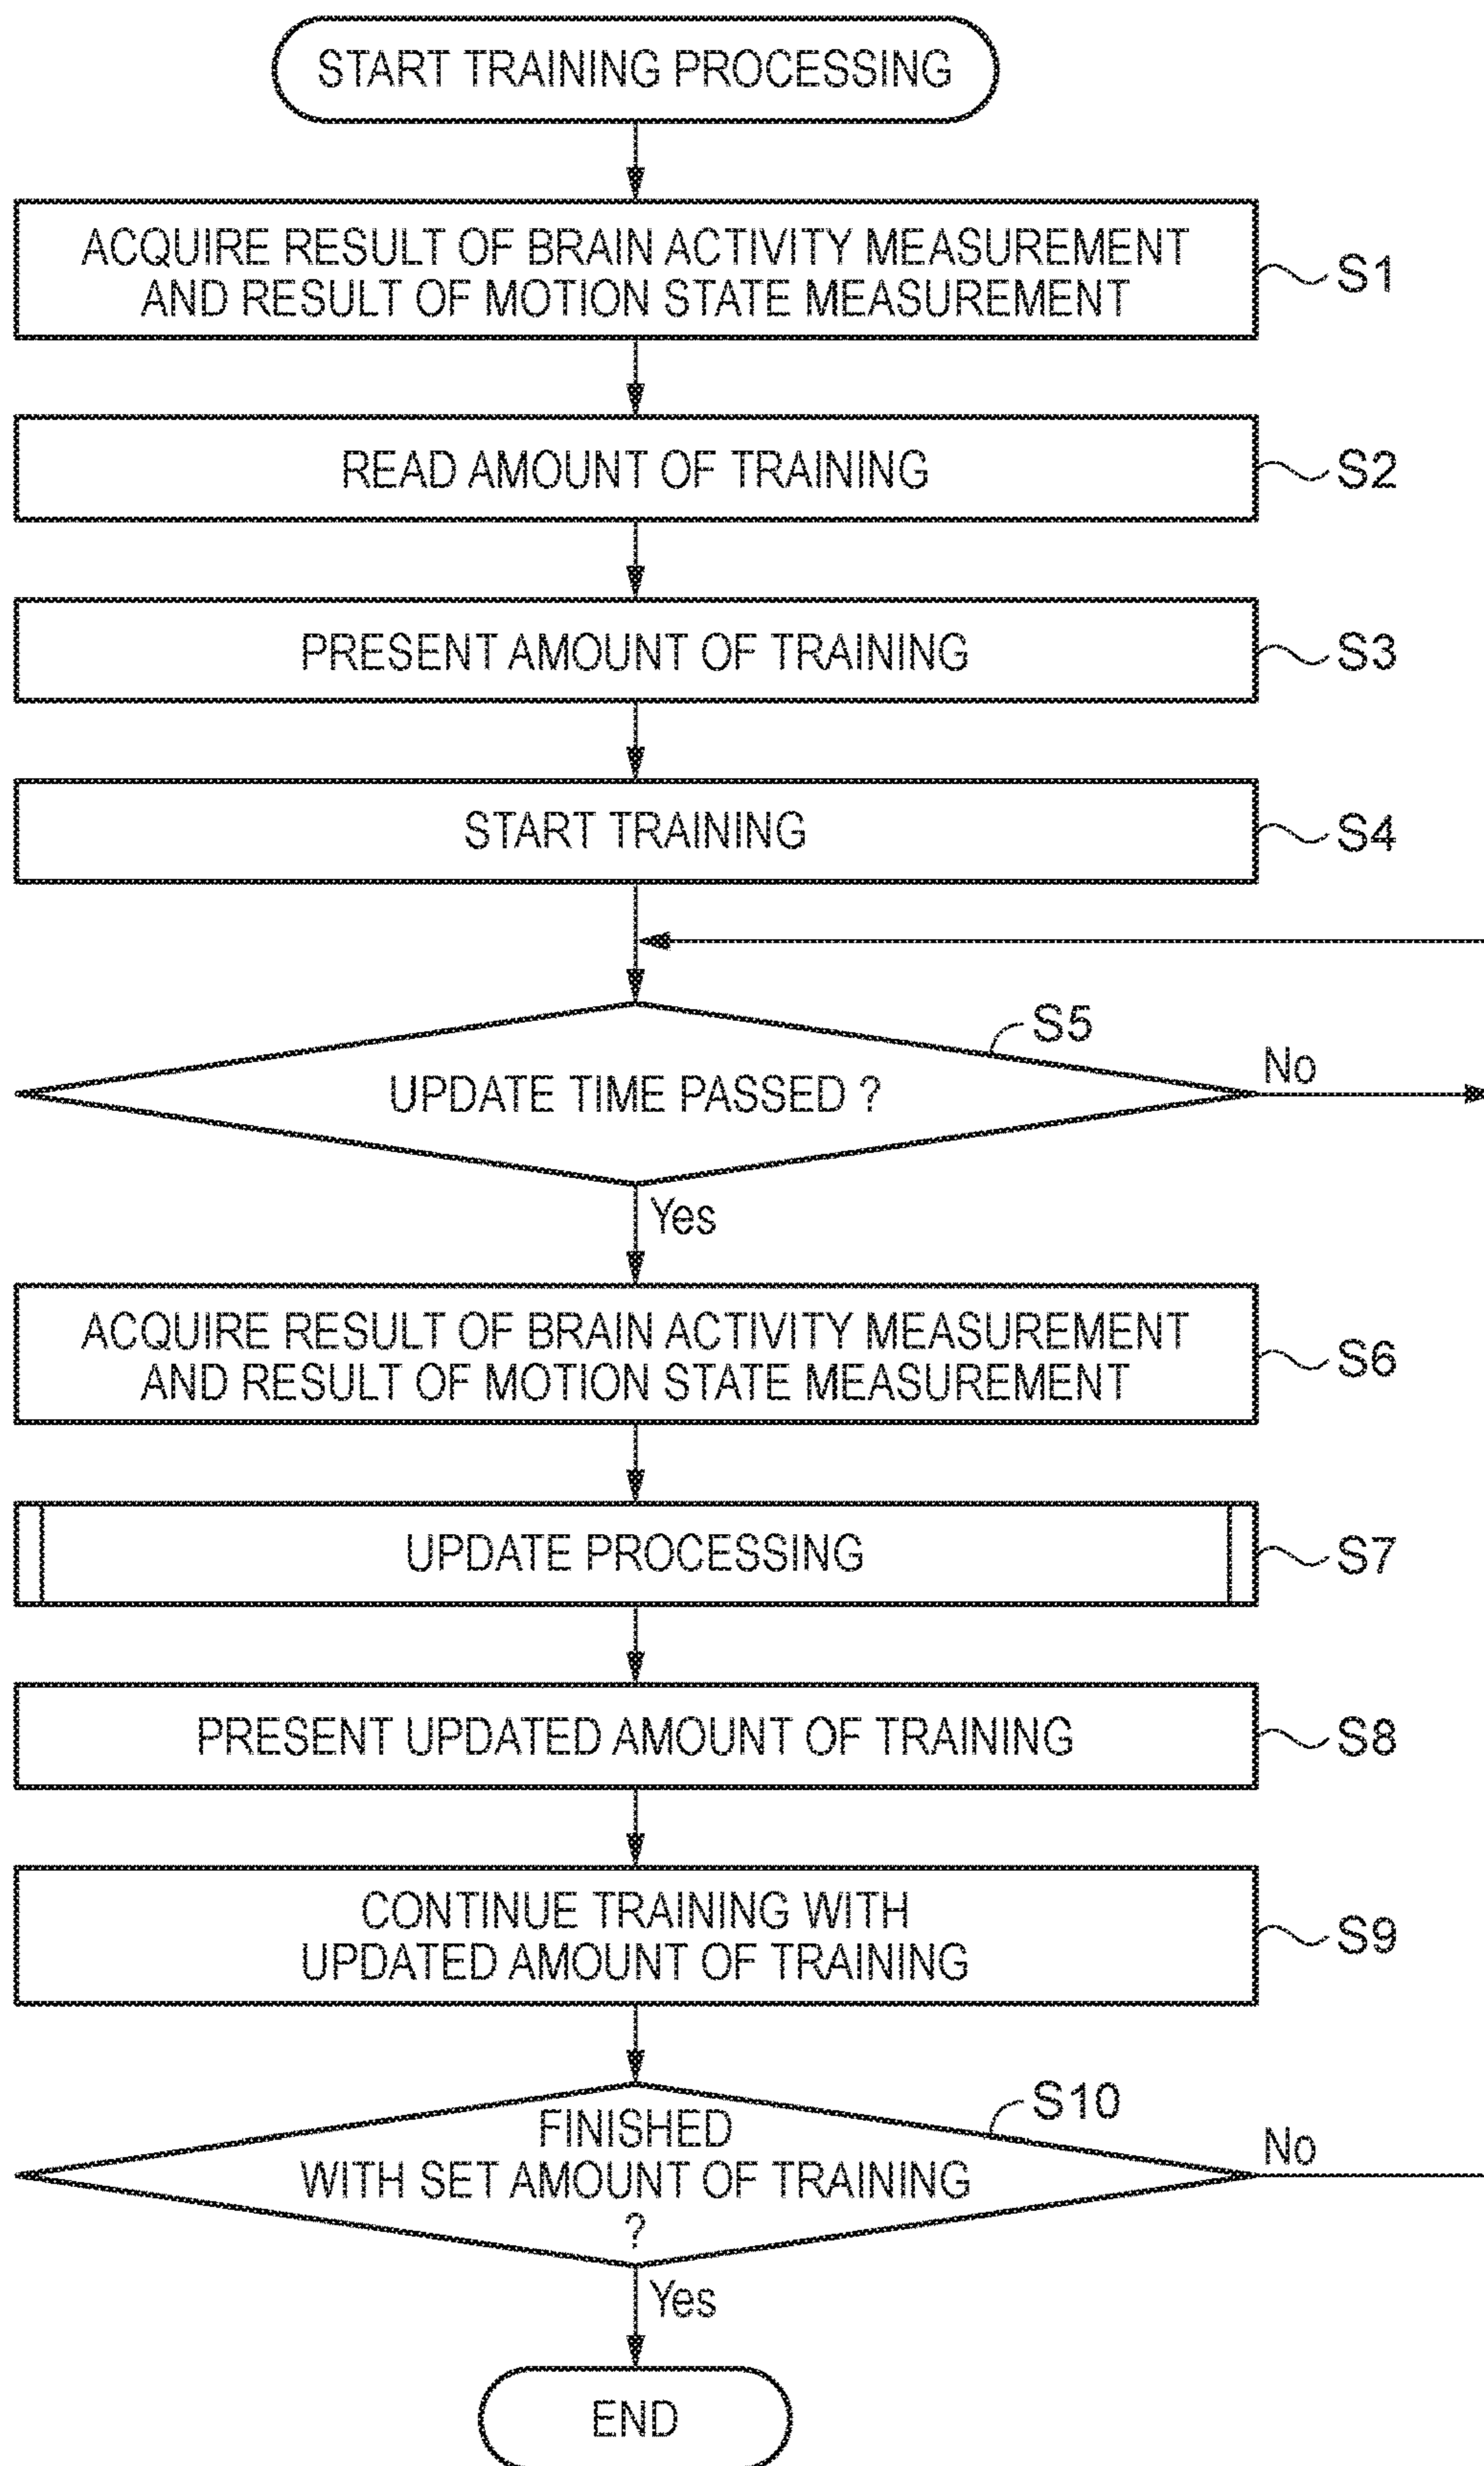 START TRAINING PROCESSING
ACQUIRE RESULT OF BRAIN ACTIVITY MEASUREMENT
AND RESULT OF MOTION STATE MEASUREMENT
S1
READ AMOUNT OF TRAINING
S2
PRESENT AMOUNT OF TRAINING
S3
START TRAINING
S4
S5
UPDATE TIME PASSED ?
No
Yes
ACQUIRE RESULT OF BRAIN ACTIVITY MEASUREMENT
AND RESULT OF MOTION STATE MEASUREMENT
S6
UPDATE PROCESSING
S7
PRESENT UPDATED AMOUNT OF TRAINING
S8
CONTINUE TRAINING WITH
UPDATED AMOUNT OF TRAINING
S9
S10
FINISHED
WITH SET AMOUNT OF TRAINING
?
No
Yes
END